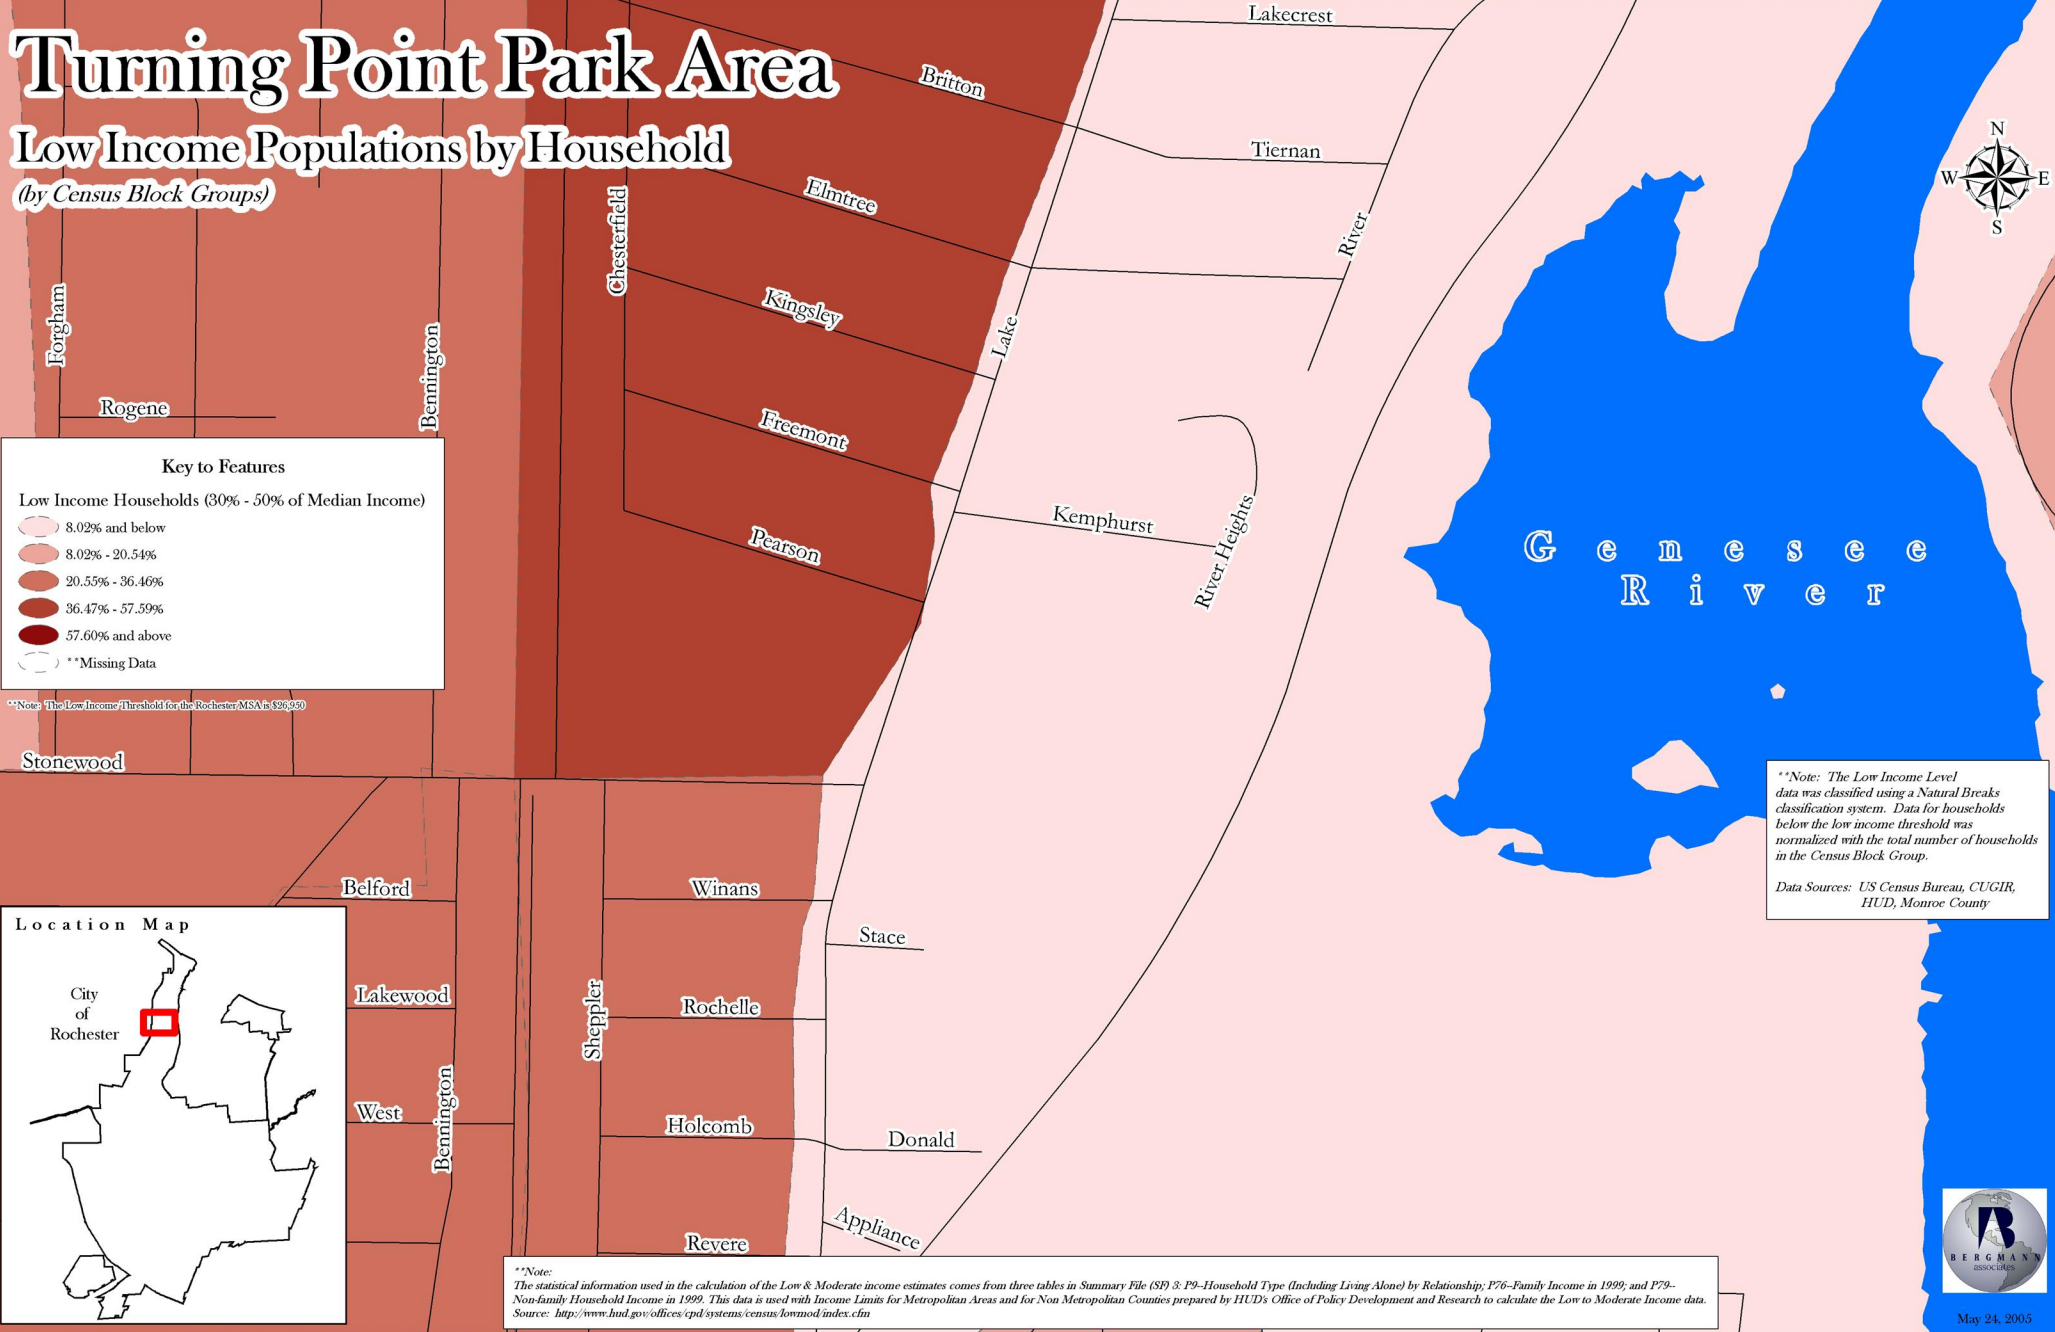 Turning Point Park Area
Low Income Populations by Household
(by Census Block Groups)
Lakecrest
Britton
Tiernan
N
W E
S
Elmtree
Chesterfield
River
Kingsley
Lake
Forgham
Bennington
Rogene
Freemont
Kemphurst
River Heights
Pearson
Genesee
River
Key to Features
Low Income Households (30% - 50% of Median Income)
8.02% and below
8.02% - 20.54%
20.55% - 36.46%
36.47% - 57.59%
57.60% and above
**Missing Data
**Note: The Low Income Threshold for the Rochester MSA is $26,950
Stonewood
**Note: The Low Income Level
data was classified using a Natural Breaks
classification system. Data for households
below the low income threshold was
normalized with the total number of households
in the Census Block Group.
Data Sources: US Census Bureau, CUGIR,
HUD, Monroe County
Belford
Winans
Stace
Location Map
City
of
Rochester
Lakewood
Sheppler
Rochelle
West
Bennington
Holcomb
Donald
Appliance
Revere
**Note:
The statistical information used in the calculation of the Low & Moderate income estimates comes from three tables in Summary File (SF) 3: P9--Household Type (Including Living Alone) by Relationship; P76--Family Income in 1999; and P79--
Non-family Household Income in 1999. This data is used with Income Limits for Metropolitan Areas and for Non Metropolitan Counties prepared by HUD's Office of Policy Development and Research to calculate the Low to Moderate Income data.
Source: http://www.hud.gov/offices/cpd/systems/census/lowmod/index.cfm
BERGMANN
associates
May 24, 2005